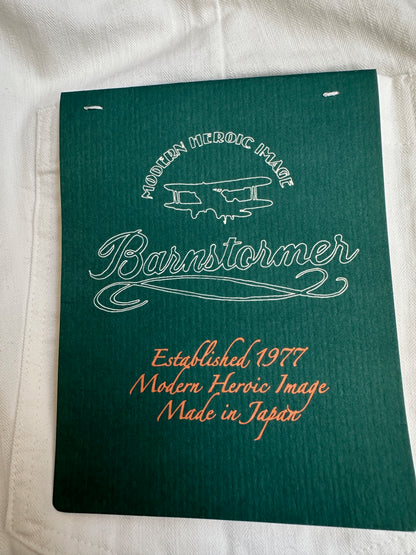 MODERN HEROIC IMAGE
Barnstormer
Established 1977
Modern Heroic Image
Made in Japan